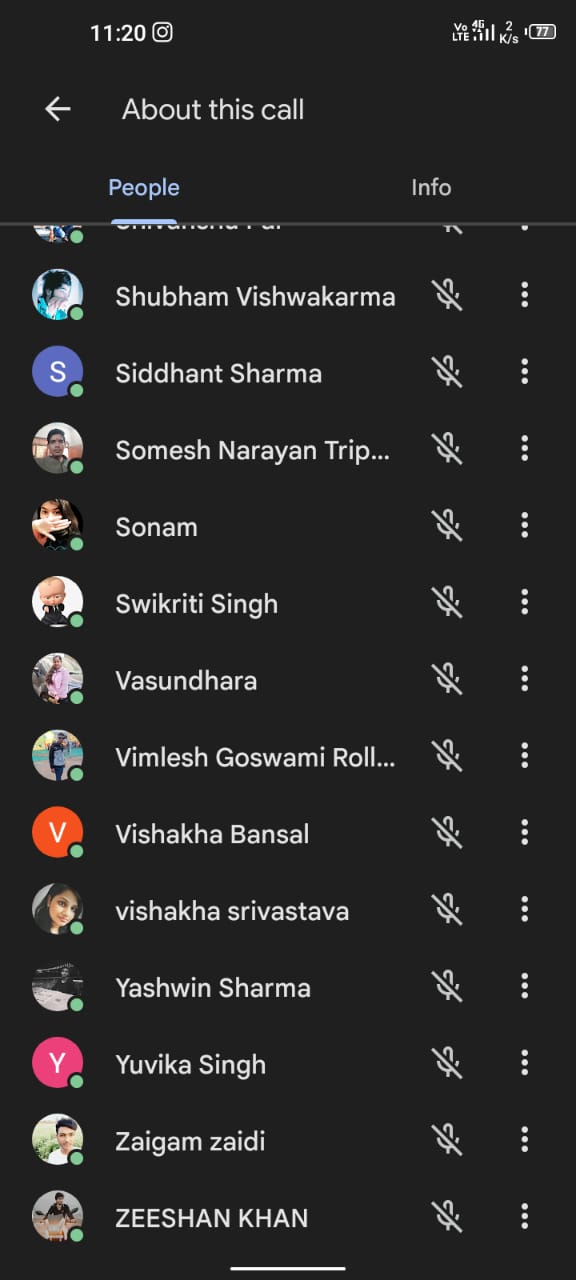 11:20
Vo LTE 4G 2 K/s 77
About this call
People Info
Shubham Vishwakarma
S Siddhant Sharma
Somesh Narayan Trip...
Sonam
Swikriti Singh
Vasundhara
Vimlesh Goswami Roll...
V Vishakha Bansal
vishakha srivastava
Yashwin Sharma
Y Yuvika Singh
Zaigam zaidi
ZEESHAN KHAN